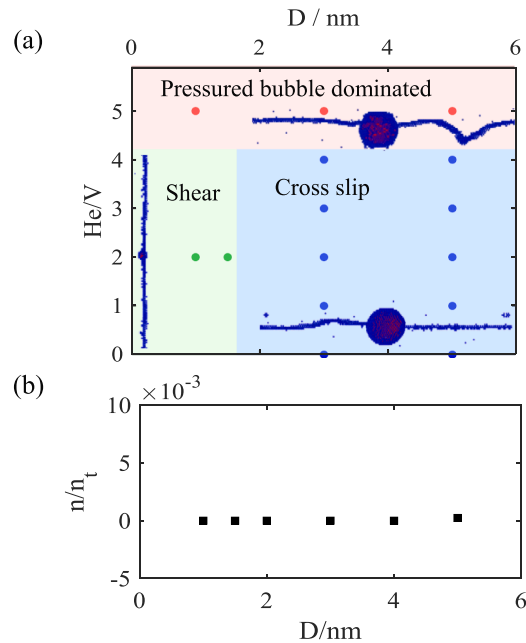 (a)
D / nm
2 4 6
Pressured bubble dominated
5
4
Shear
Cross slip
3
He/V
2
1
0
(b)
×10⁻³
10
5
n/nₜ
0
-5
0 2 4 6
D/nm